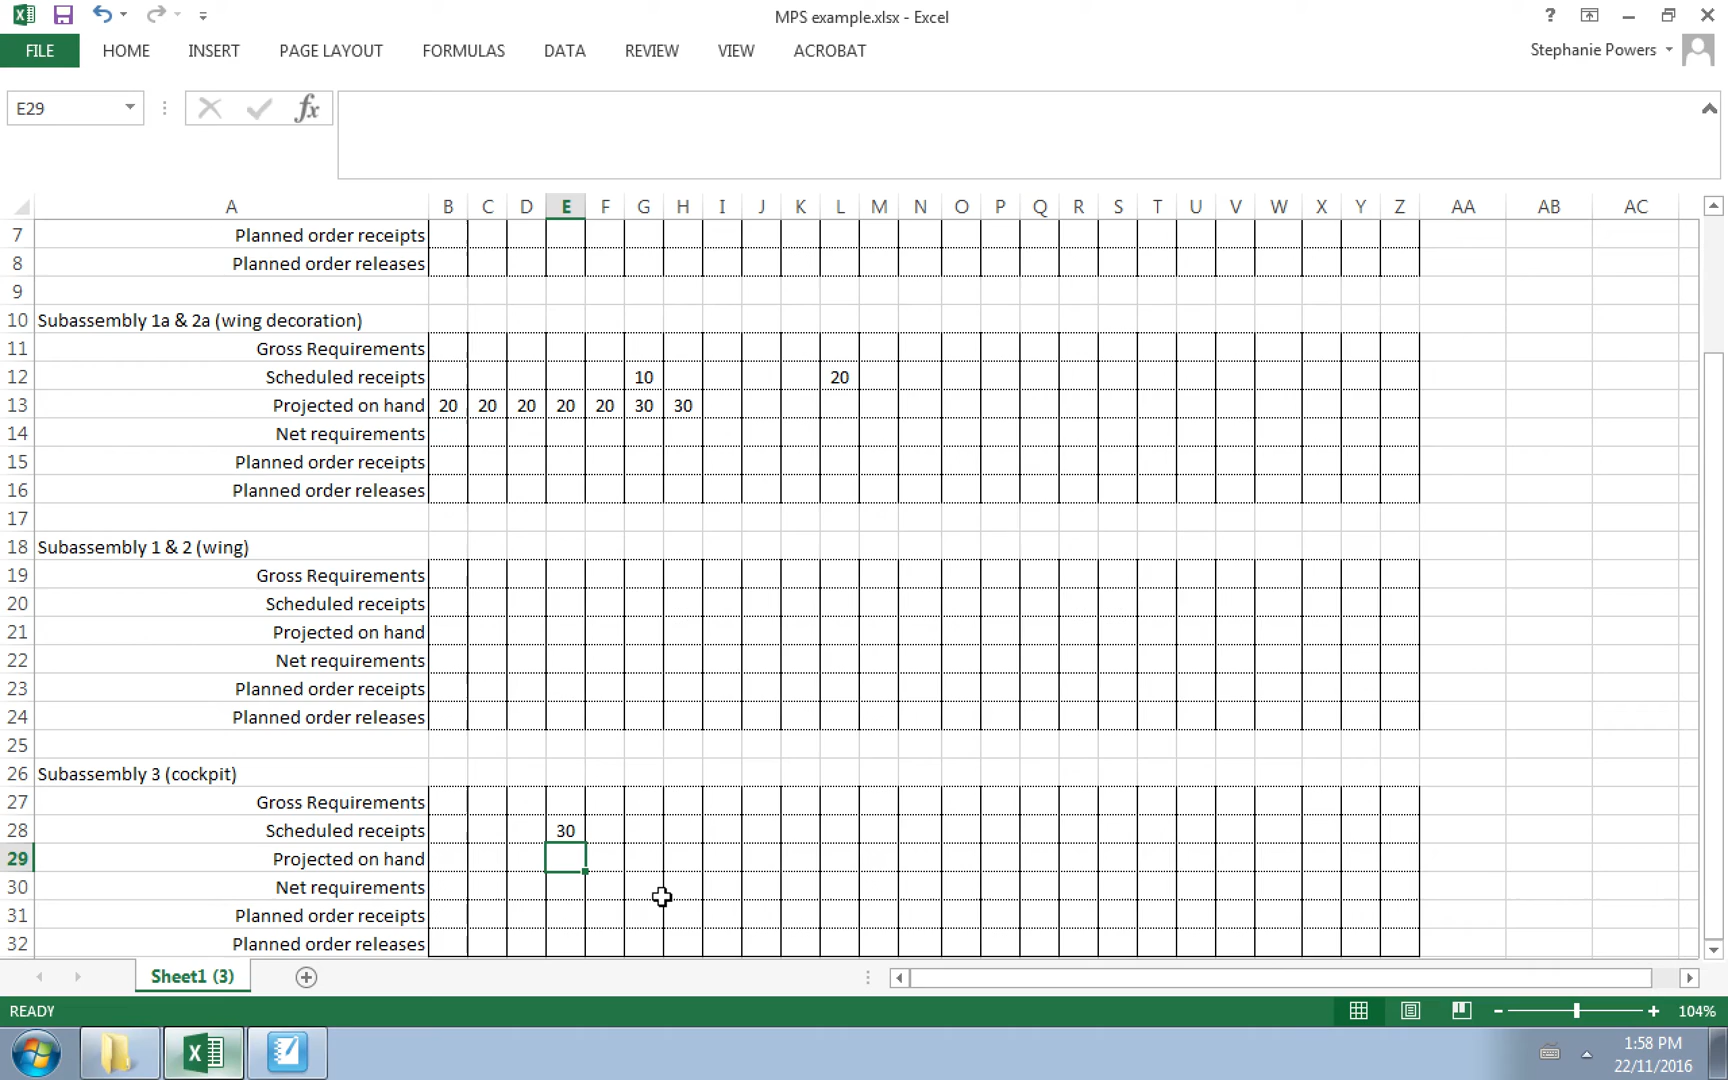 MPS example.xlsx - Excel
?
FILE HOME INSERT PAGE LAYOUT FORMULAS DATA REVIEW VIEW ACROBAT
Stephanie Powers
E29 fx
A B C D E F G H I J K L M N O P Q R S T U V W X Y Z AA AB AC
7 Planned order receipts
8 Planned order releases
9
10 Subassembly 1a & 2a (wing decoration)
11 Gross Requirements
12 Scheduled receipts 10 20
13 Projected on hand 20 20 20 20 20 30 30
14 Net requirements
15 Planned order receipts
16 Planned order releases
17
18 Subassembly 1 & 2 (wing)
19 Gross Requirements
20 Scheduled receipts
21 Projected on hand
22 Net requirements
23 Planned order receipts
24 Planned order releases
25
26 Subassembly 3 (cockpit)
27 Gross Requirements
28 Scheduled receipts 30
29 Projected on hand
30 Net requirements
31 Planned order receipts
32 Planned order releases
Sheet1 (3)
READY
104%
1:58 PM
22/11/2016